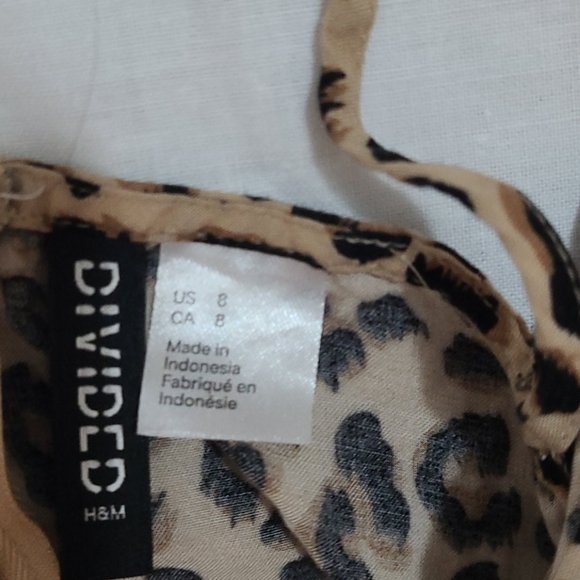 DIVIDED
H&M
US 8
CA 8
Made in
Indonesia
Fabriqué en
Indonésie